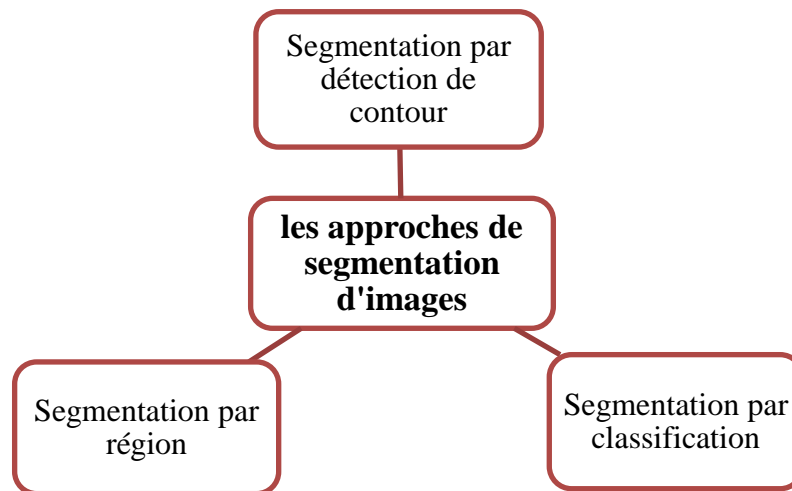 Segmentation par
détection de
contour
les approches de
segmentation
d'images
Segmentation par
région
Segmentation par
classification